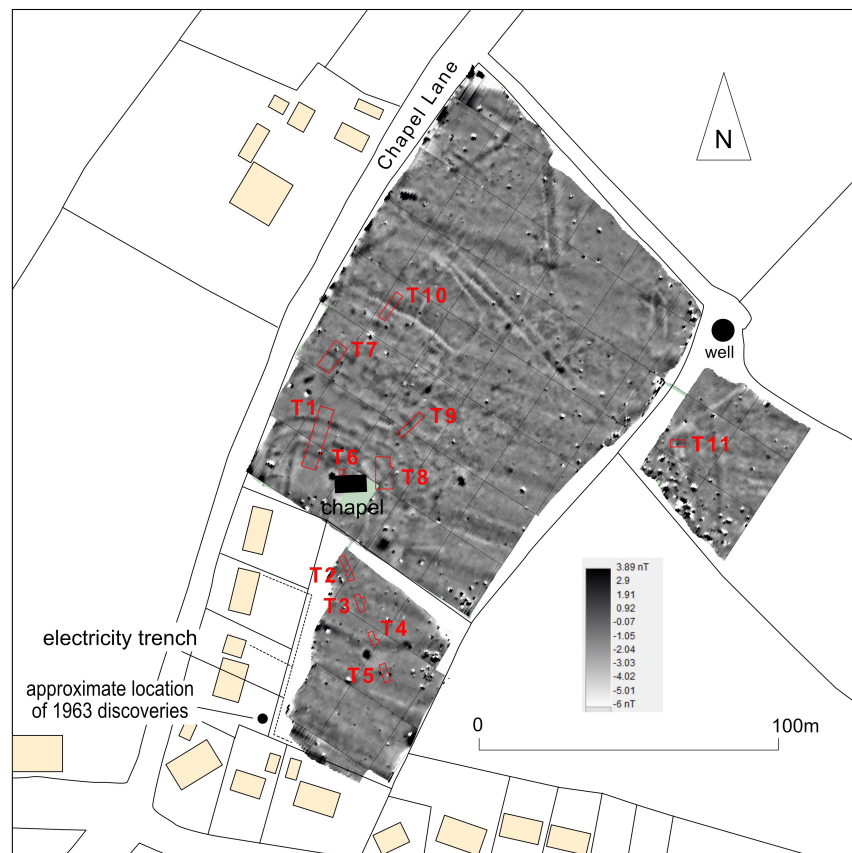 Chapel Lane
N
T10
T7
well
T1
T9
T11
T6
T8
chapel
T2
T3
T4
T5
electricity trench
approximate location
of 1963 discoveries
3.89 nT
2.9
1.91
0.92
-0.07
-1.05
-2.04
-3.03
-4.02
-5.01
-6 nT
0
100m